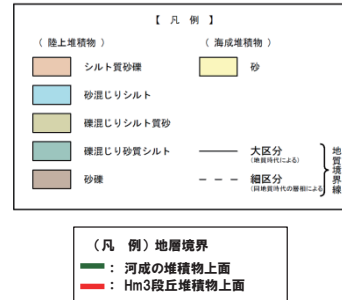 【 凡 例 】
( 陸上堆積物 ) ( 海成堆積物 )
シルト質砂礫 砂
砂混じりシルト
礫混じりシルト質砂
礫混じり砂質シルト 大区分
(地質時代による)
砂礫 細区分
(同地質時代の層相による)
地質境界線
(凡 例) 地層境界
: 河成の堆積物上面
: Hm3段丘堆積物上面